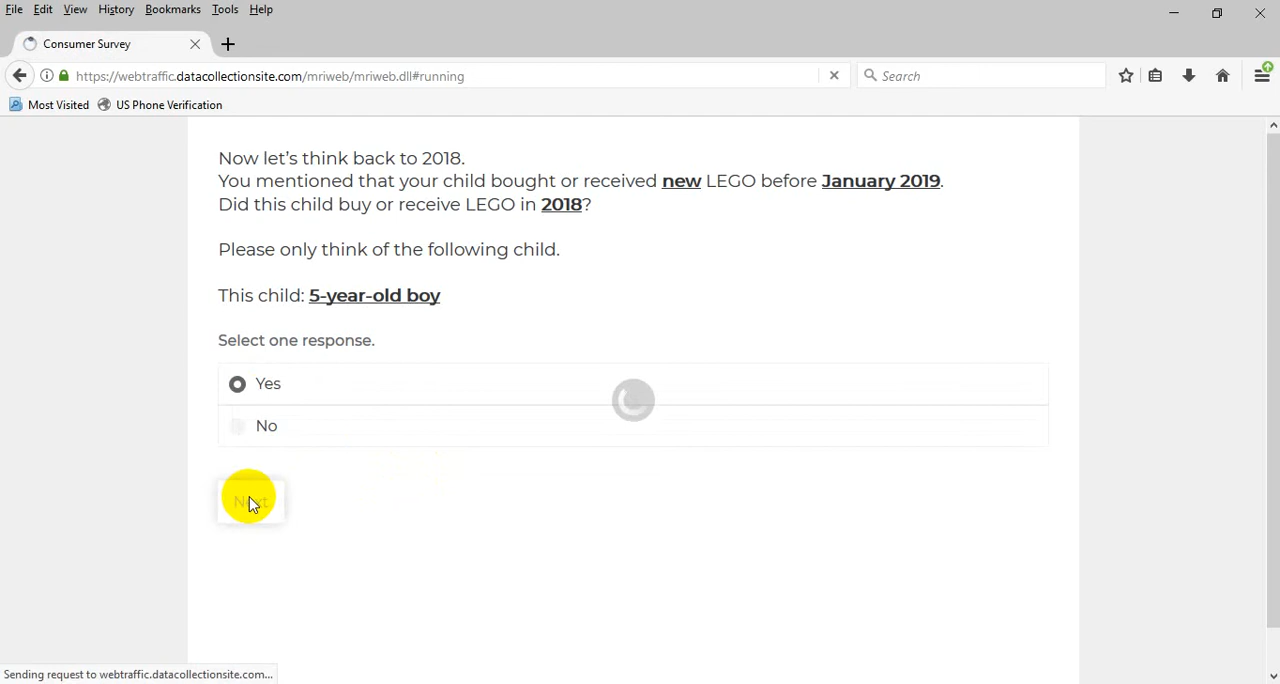 File Edit View History Bookmarks Tools Help
Consumer Survey
https://webtraffic.datacollectionsite.com/mriweb/mriweb.dll#running
Search
Most Visited US Phone Verification
Now let's think back to 2018.
You mentioned that your child bought or received new LEGO before January 2019.
Did this child buy or receive LEGO in 2018?
Please only think of the following child.
This child: 5-year-old boy
Select one response.
Yes
No
Next
Sending request to webtraffic.datacollectionsite.com...